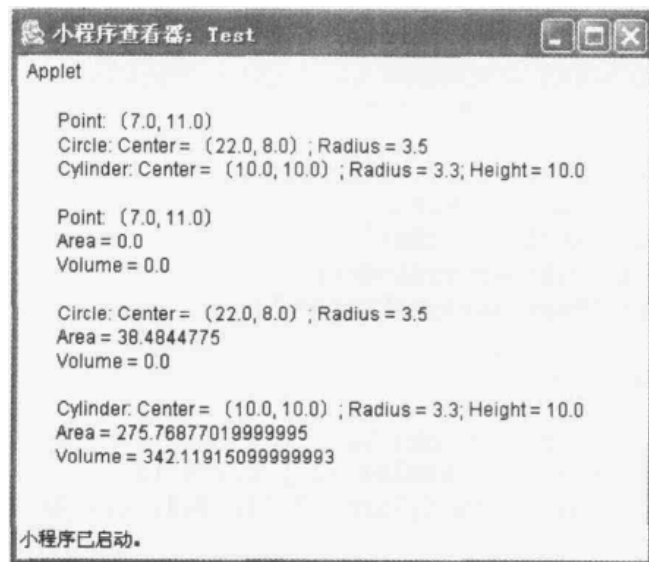 小程序查看器: Test
Applet
Point: （7.0, 11.0）
Circle: Center = （22.0, 8.0）; Radius = 3.5
Cylinder: Center = （10.0, 10.0）; Radius = 3.3; Height = 10.0
Point: （7.0, 11.0）
Area = 0.0
Volume = 0.0
Circle: Center = （22.0, 8.0）; Radius = 3.5
Area = 38.4844775
Volume = 0.0
Cylinder: Center = （10.0, 10.0）; Radius = 3.3; Height = 10.0
Area = 275.76877019999995
Volume = 342.11915099999993
小程序已启动。